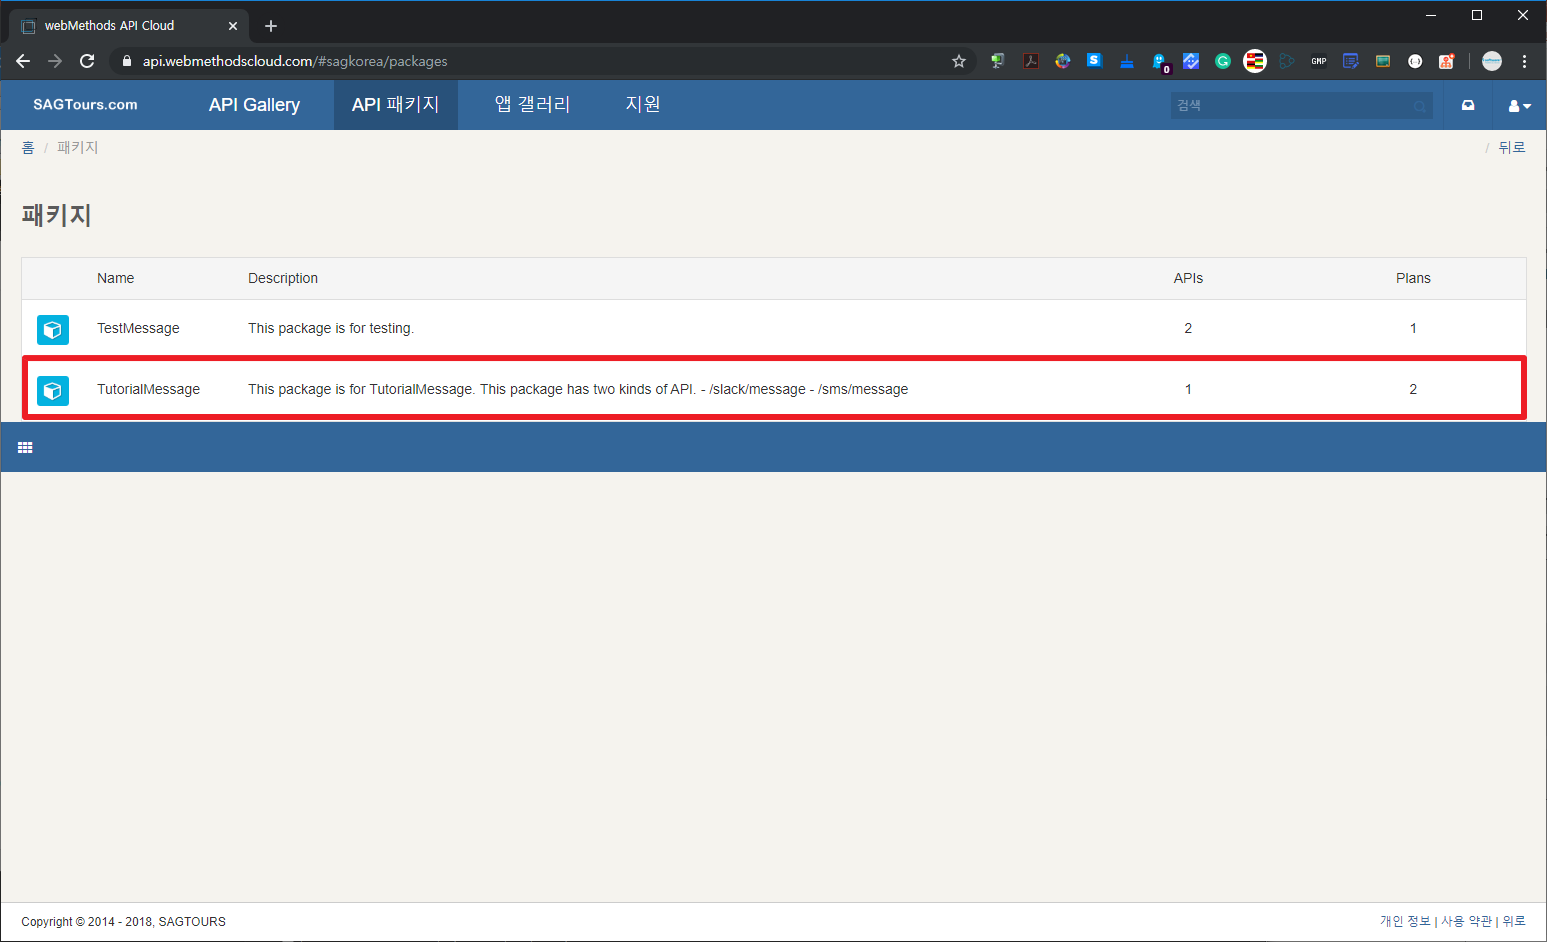 webMethods API Cloud
api.webmethodscloud.com/#sagkorea/packages
S 0 G GMP
SAGTours.com API Gallery API 패키지 앱 갤러리 지원 검색
홈 / 패키지 / 뒤로
패키지
Name Description APIs Plans
TestMessage This package is for testing. 2 1
TutorialMessage This package is for TutorialMessage. This package has two kinds of API. - /slack/message - /sms/message 1 2
Copyright © 2014 - 2018, SAGTOURS 개인 정보 | 사용 약관 | 위로